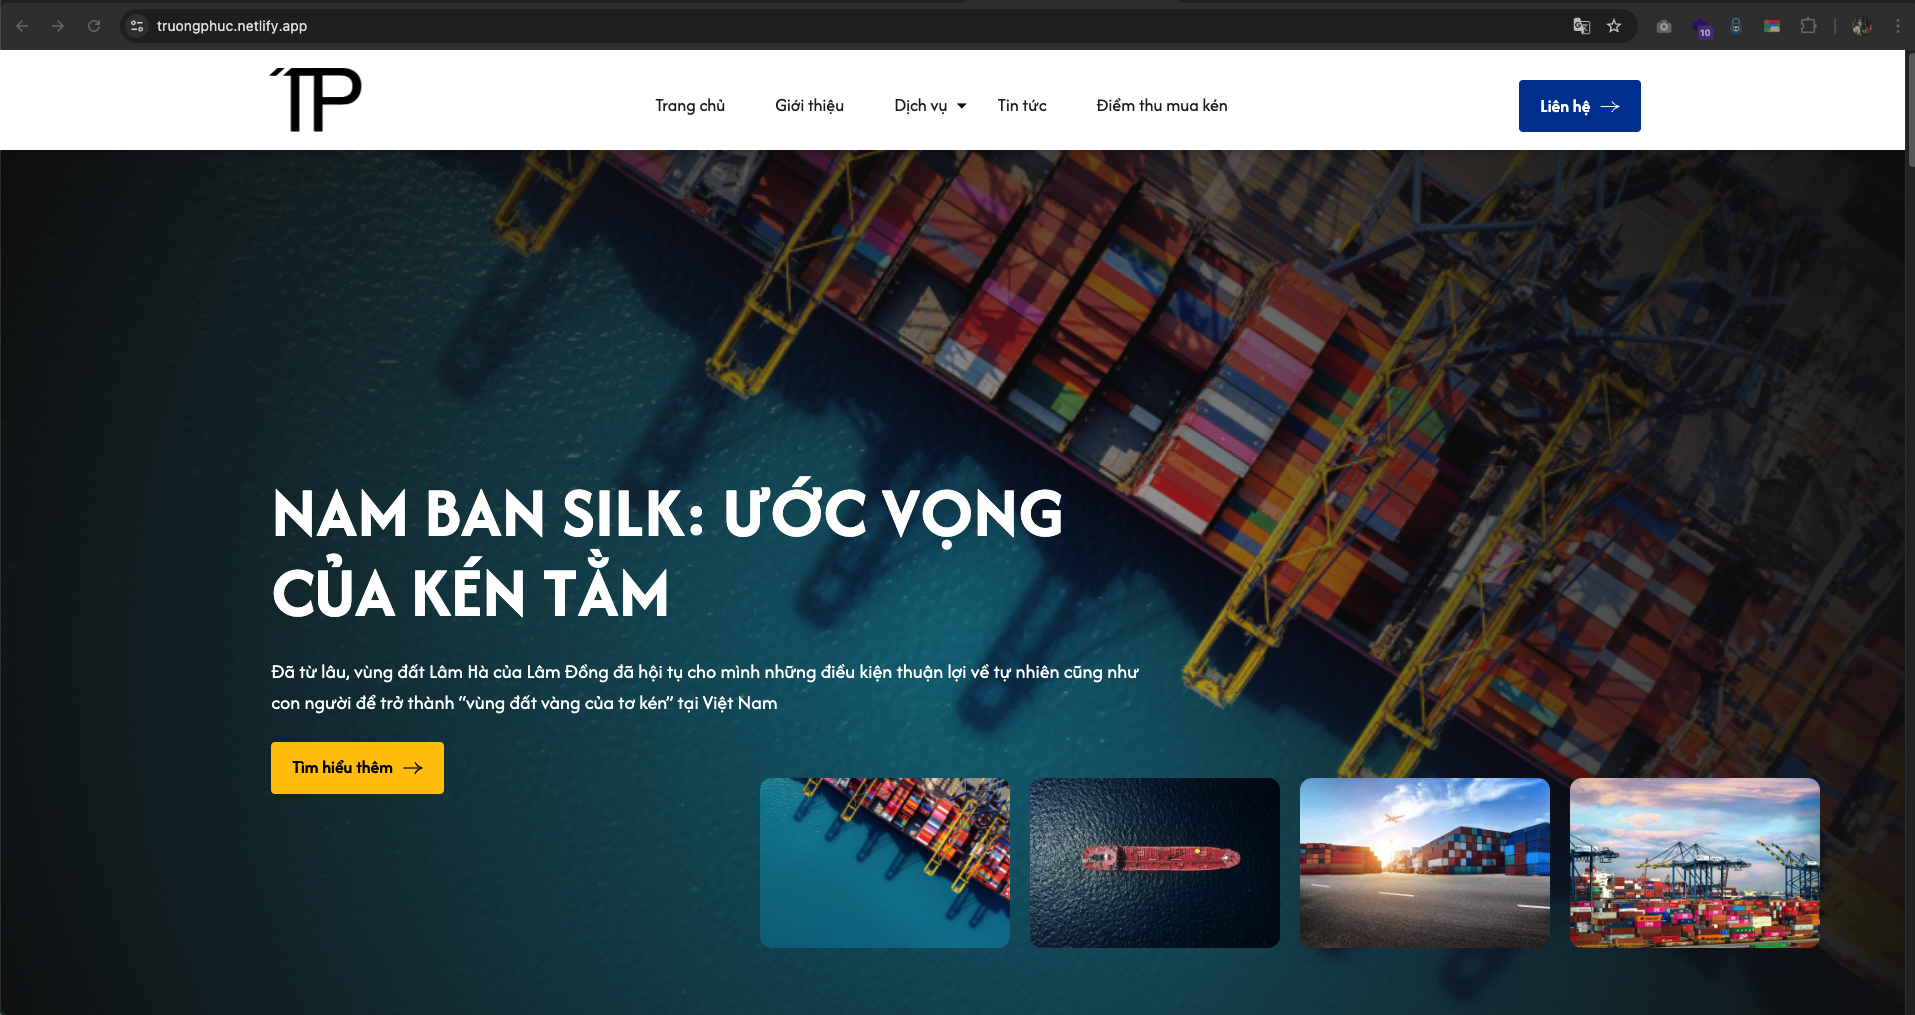 truongphuc.netlify.app
10
TP
Trang chủ
Giới thiệu
Dịch vụ
Tin tức
Điểm thu mua kén
Liên hệ
NAM BAN SILK: ƯỚC VỌNG
CỦA KÉN TẰM
Đã từ lâu, vùng đất Lâm Hà của Lâm Đồng đã hội tụ cho mình những điều kiện thuận lợi về tự nhiên cũng như
con người để trở thành “vùng đất vàng của tơ kén” tại Việt Nam
Tìm hiểu thêm